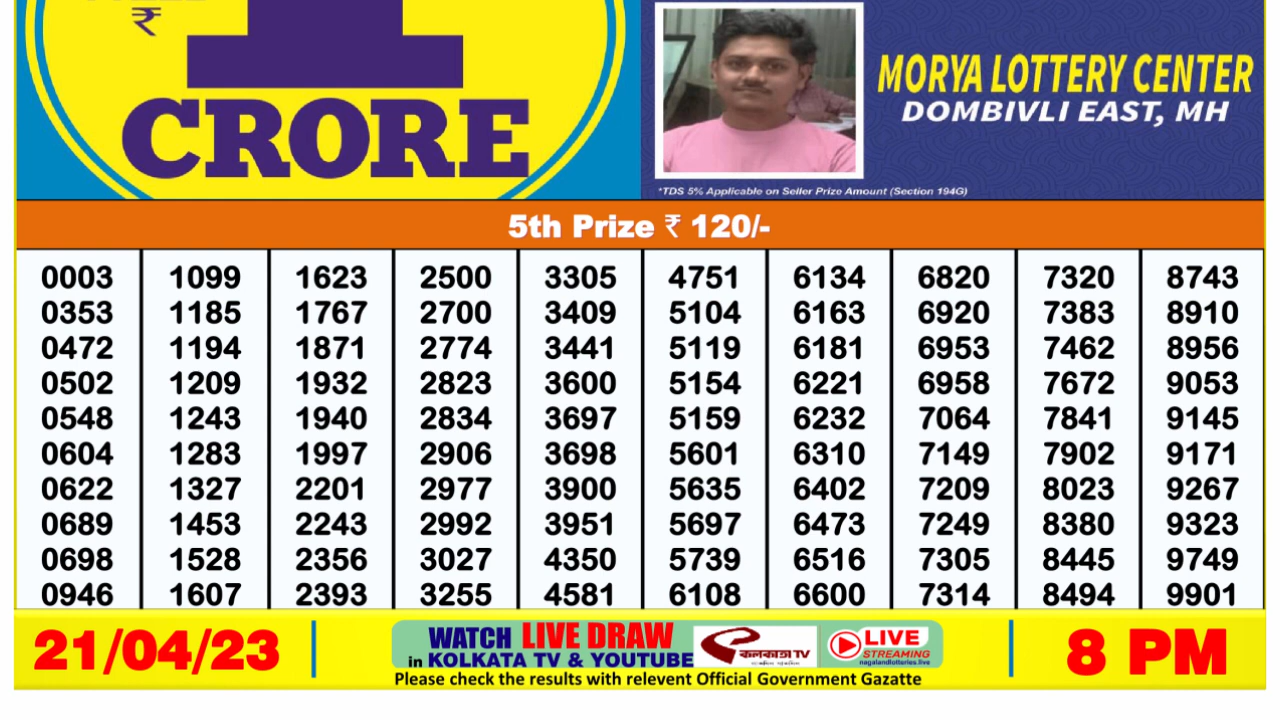 ₹
1
CRORE
MORYA LOTTERY CENTER
DOMBIVLI EAST, MH
*TDS 5% Applicable on Seller Prize Amount (Section 194G)
5th Prize ₹ 120/-
0003 1099 1623 2500 3305 4751 6134 6820 7320 8743
0353 1185 1767 2700 3409 5104 6163 6920 7383 8910
0472 1194 1871 2774 3441 5119 6181 6953 7462 8956
0502 1209 1932 2823 3600 5154 6221 6958 7672 9053
0548 1243 1940 2834 3697 5159 6232 7064 7841 9145
0604 1283 1997 2906 3698 5601 6310 7149 7902 9171
0622 1327 2201 2977 3900 5635 6402 7209 8023 9267
0689 1453 2243 2992 3951 5697 6473 7249 8380 9323
0698 1528 2356 3027 4350 5739 6516 7305 8445 9749
0946 1607 2393 3255 4581 6108 6600 7314 8494 9901
21/04/23
WATCH LIVE DRAW
in KOLKATA TV & YOUTUBE
কলকাতা TV
LIVE
STREAMING
nagalandlotteries.live
8 PM
Please check the results with relevent Official Government Gazatte